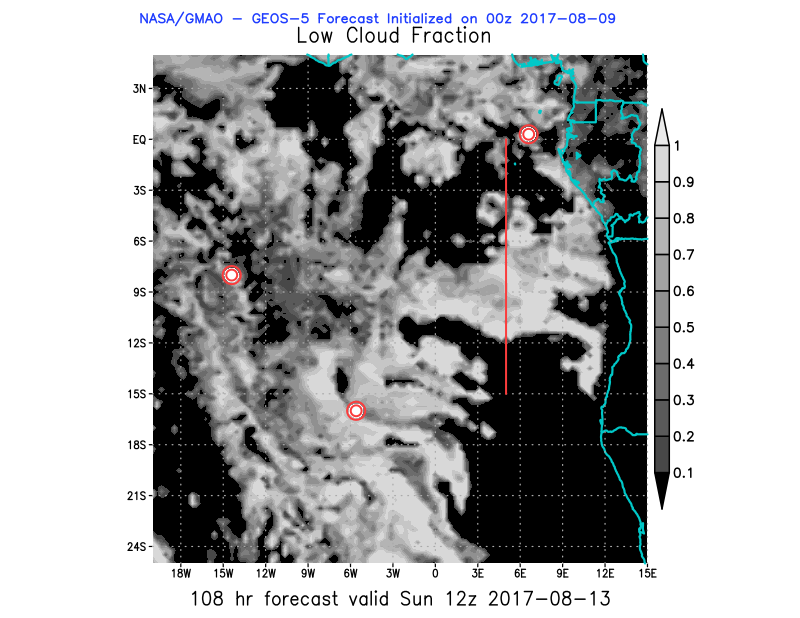 NASA/GMAO - GEOS-5 Forecast Initialized on 00z 2017-08-09
Low Cloud Fraction
3N
EQ
3S
6S
9S
12S
15S
18S
21S
24S
18W 15W 12W 9W 6W 3W 0 3E 6E 9E 12E 15E
1
0.9
0.8
0.7
0.6
0.5
0.4
0.3
0.2
0.1
108 hr forecast valid Sun 12z 2017-08-13